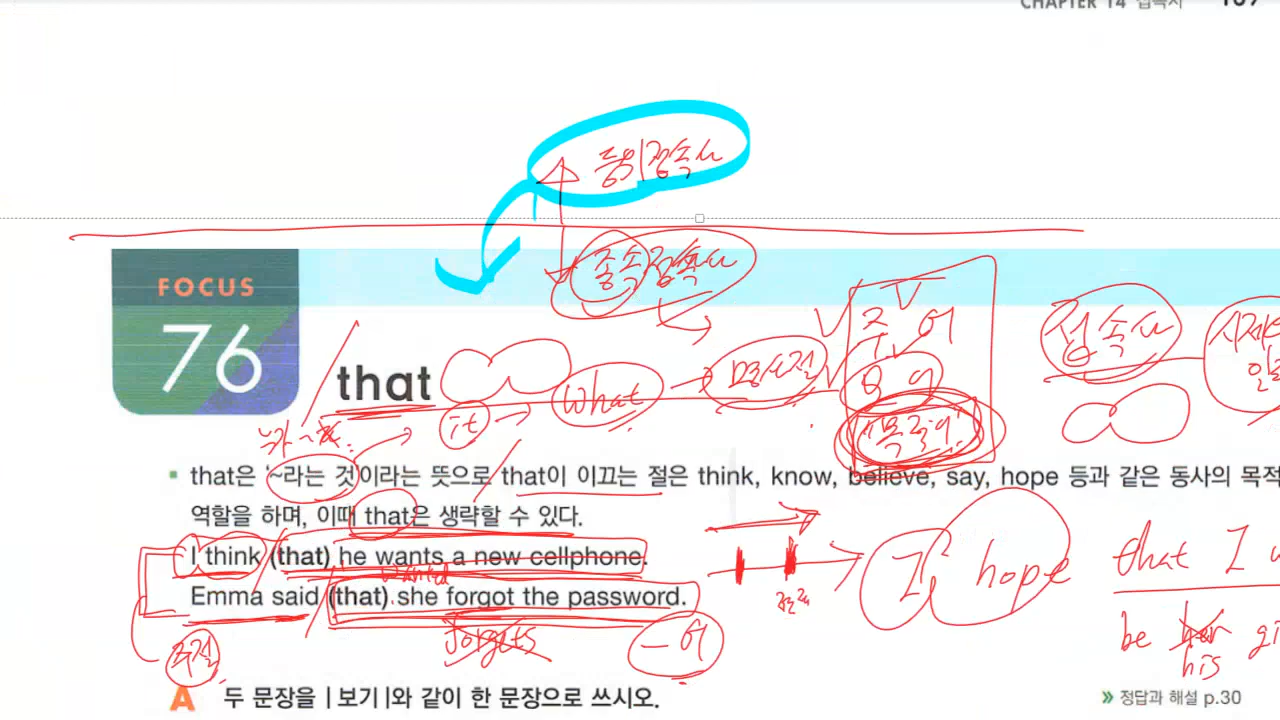 CHAPTER 14 접속사
등위접속사
종속접속사
FOCUS
76
that
it
what
명사절
주어
보어
목적어
접속사
that은 '~라는 것'이라는 뜻으로 that이 이끄는 절은 think, know, believe, say, hope 등과 같은 동사의 목적
역할을 하며, 이때 that은 생략할 수 있다.
I think (that) he wants a new cellphone.
wanted
Emma said (that) she forgot the password.
forgets
주절
I hope that I
be her
his
A 두 문장을 |보기|와 같이 한 문장으로 쓰시오.
» 정답과 해설 p.30